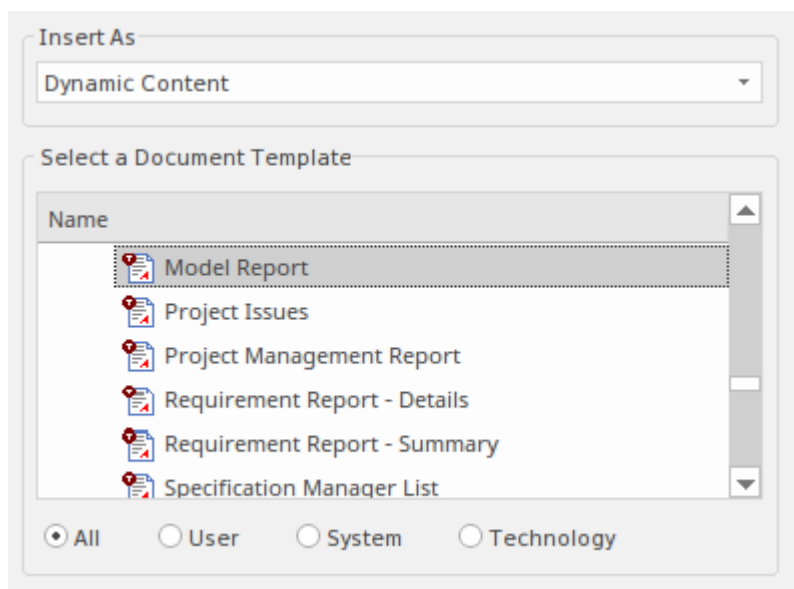 Insert As
Dynamic Content
Select a Document Template
Name
Model Report
Project Issues
Project Management Report
Requirement Report - Details
Requirement Report - Summary
Specification Manager List
All User System Technology